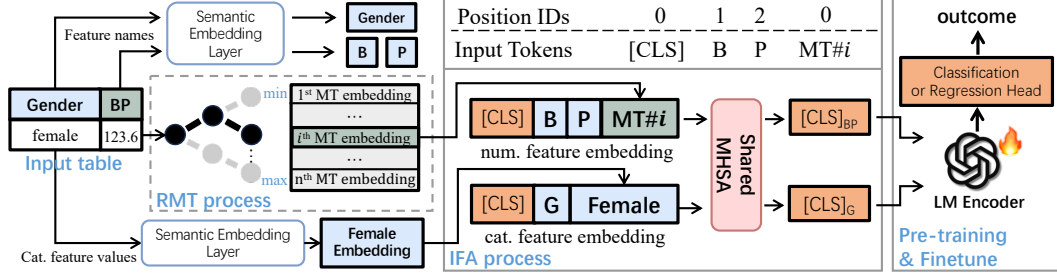 Feature names
Semantic
Embedding
Layer
Gender
B P
Gender BP
female 123.6
Input table
min
max
1st MT embedding
...
ith MT embedding
...
nth MT embedding
RMT process
Cat. feature values
Semantic Embedding
Layer
Female
Embedding
Position IDs 0 1 2 0
Input Tokens [CLS] B P MT#i
[CLS] B P MT#i
num. feature embedding
[CLS] G Female
cat. feature embedding
IFA process
Shared
MHSA
[CLS]BP
[CLS]G
outcome
Classification
or Regression Head
LM Encoder
Pre-training
& Finetune